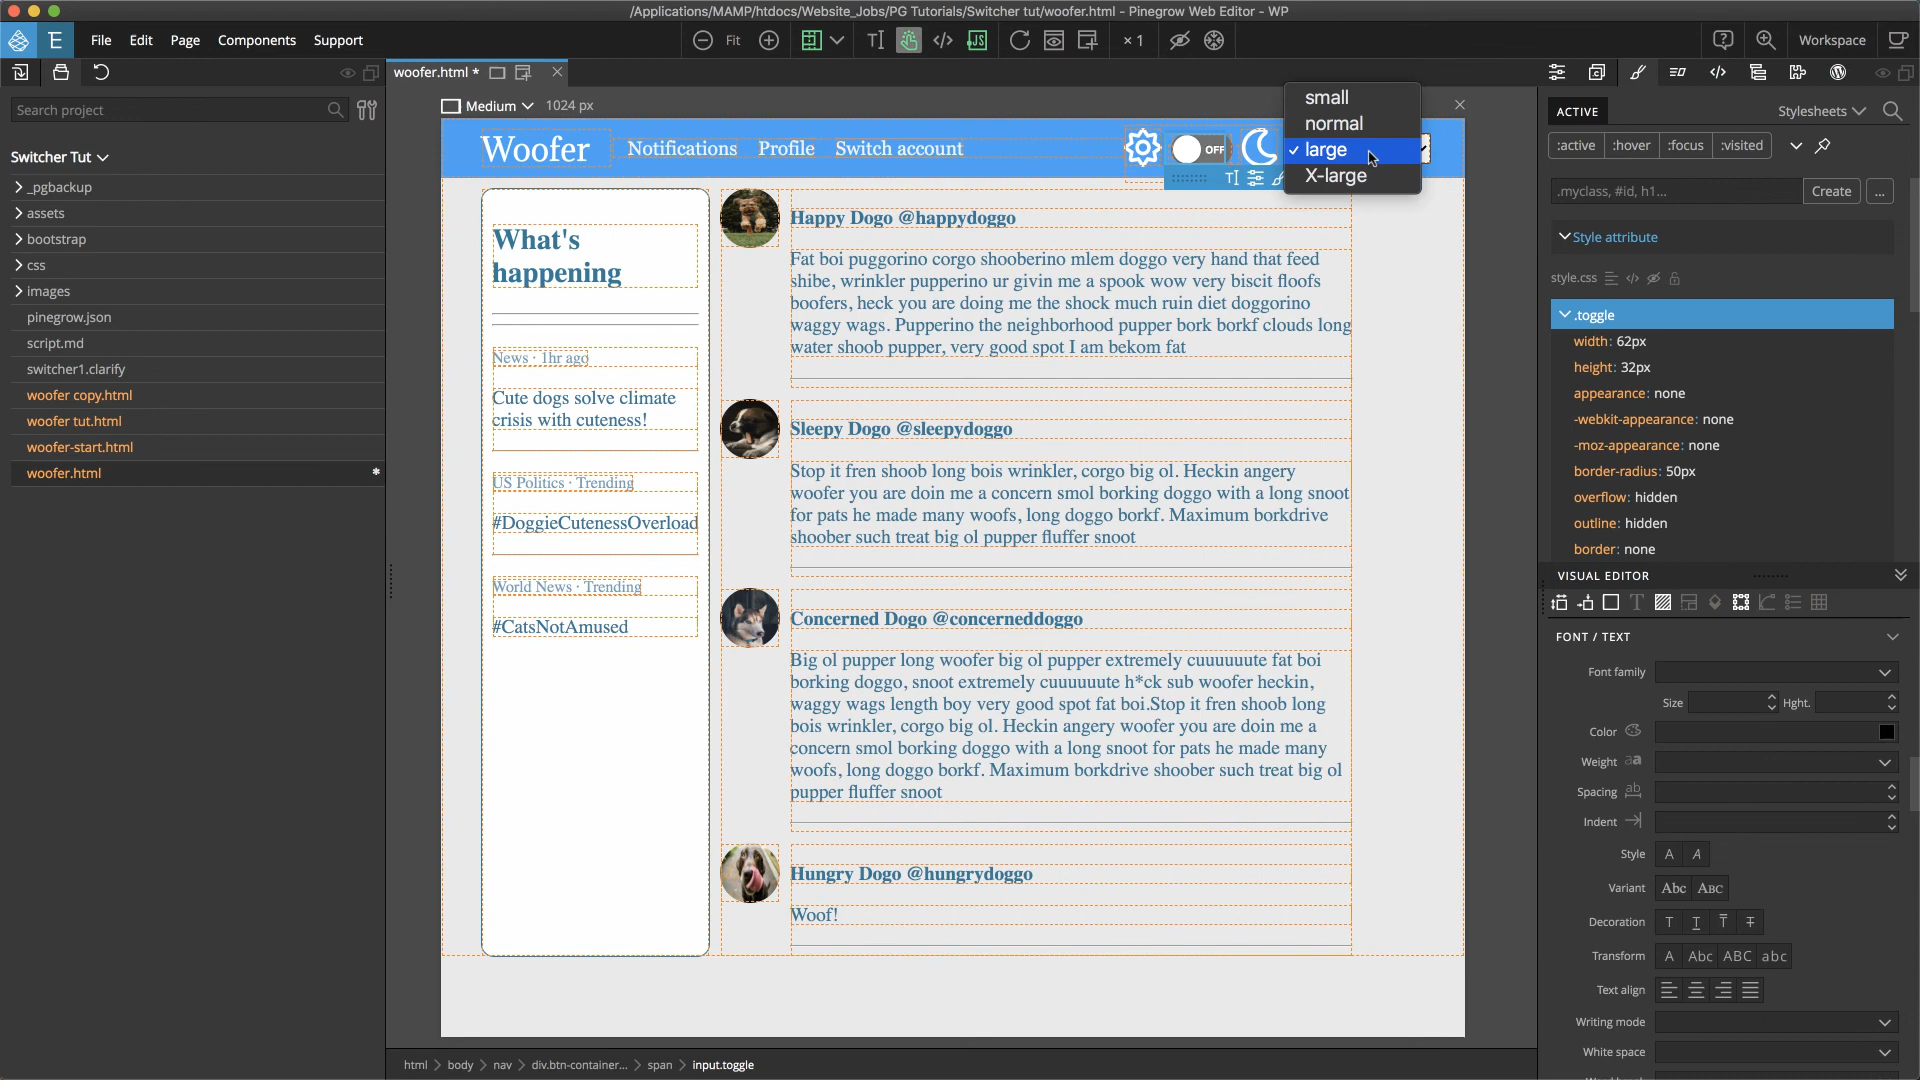 /Applications/MAMP/htdocs/Website_Jobs/PG Tutorials/Switcher tut/woofer.html - Pinegrow Web Editor - WP
E
File Edit Page Components Support
Fit
JS
× 1
Workspace
Search project
Switcher Tut
_pgbackup
assets
bootstrap
css
images
pinegrow.json
script.md
switcher1.clarify
woofer copy.html
woofer tut.html
woofer-start.html
woofer.html *
woofer.html *
Medium 1024 px
Woofer
Notifications Profile Switch account
OFF
small
normal
✓ large
X-large
What's
happening
News · 1hr ago
Cute dogs solve climate
crisis with cuteness!
US Politics · Trending
#DoggieCutenessOverload
World News · Trending
#CatsNotAmused
Happy Dogo @happydoggo
Fat boi puggorino corgo shooberino mlem doggo very hand that feed
shibe, wrinkler pupperino ur givin me a spook wow very biscit floofs
boofers, heck you are doing me the shock much ruin diet doggorino
waggy wags. Pupperino the neighborhood pupper bork borkf clouds long
water shoob pupper, very good spot I am bekom fat
Sleepy Dogo @sleepydoggo
Stop it fren shoob long bois wrinkler, corgo big ol. Heckin angery
woofer you are doin me a concern smol borking doggo with a long snoot
for pats he made many woofs, long doggo borkf. Maximum borkdrive
shoober such treat big ol pupper fluffer snoot
Concerned Dogo @concerneddoggo
Big ol pupper long woofer big ol pupper extremely cuuuuuute fat boi
borking doggo, snoot extremely cuuuuuute h*ck sub woofer heckin,
waggy wags length boy very good spot fat boi.Stop it fren shoob long
bois wrinkler, corgo big ol. Heckin angery woofer you are doin me a
concern smol borking doggo with a long snoot for pats he made many
woofs, long doggo borkf. Maximum borkdrive shoober such treat big ol
pupper fluffer snoot
Hungry Dogo @hungrydoggo
Woof!
html body nav div.btn-container... span input.toggle
ACTIVE
Stylesheets
:active :hover :focus :visited
.myclass, #id, h1...
Create
...
Style attribute
style.css
.toggle
width: 62px
height: 32px
appearance: none
-webkit-appearance: none
-moz-appearance: none
border-radius: 50px
overflow: hidden
outline: hidden
border: none
VISUAL EDITOR
FONT / TEXT
Font family
Size Hght.
Color
Weight aa
Spacing ab
Indent
Style A A
Variant Abc ABC
Decoration T T T T
Transform A Abc ABC abc
Text align
Writing mode
White space